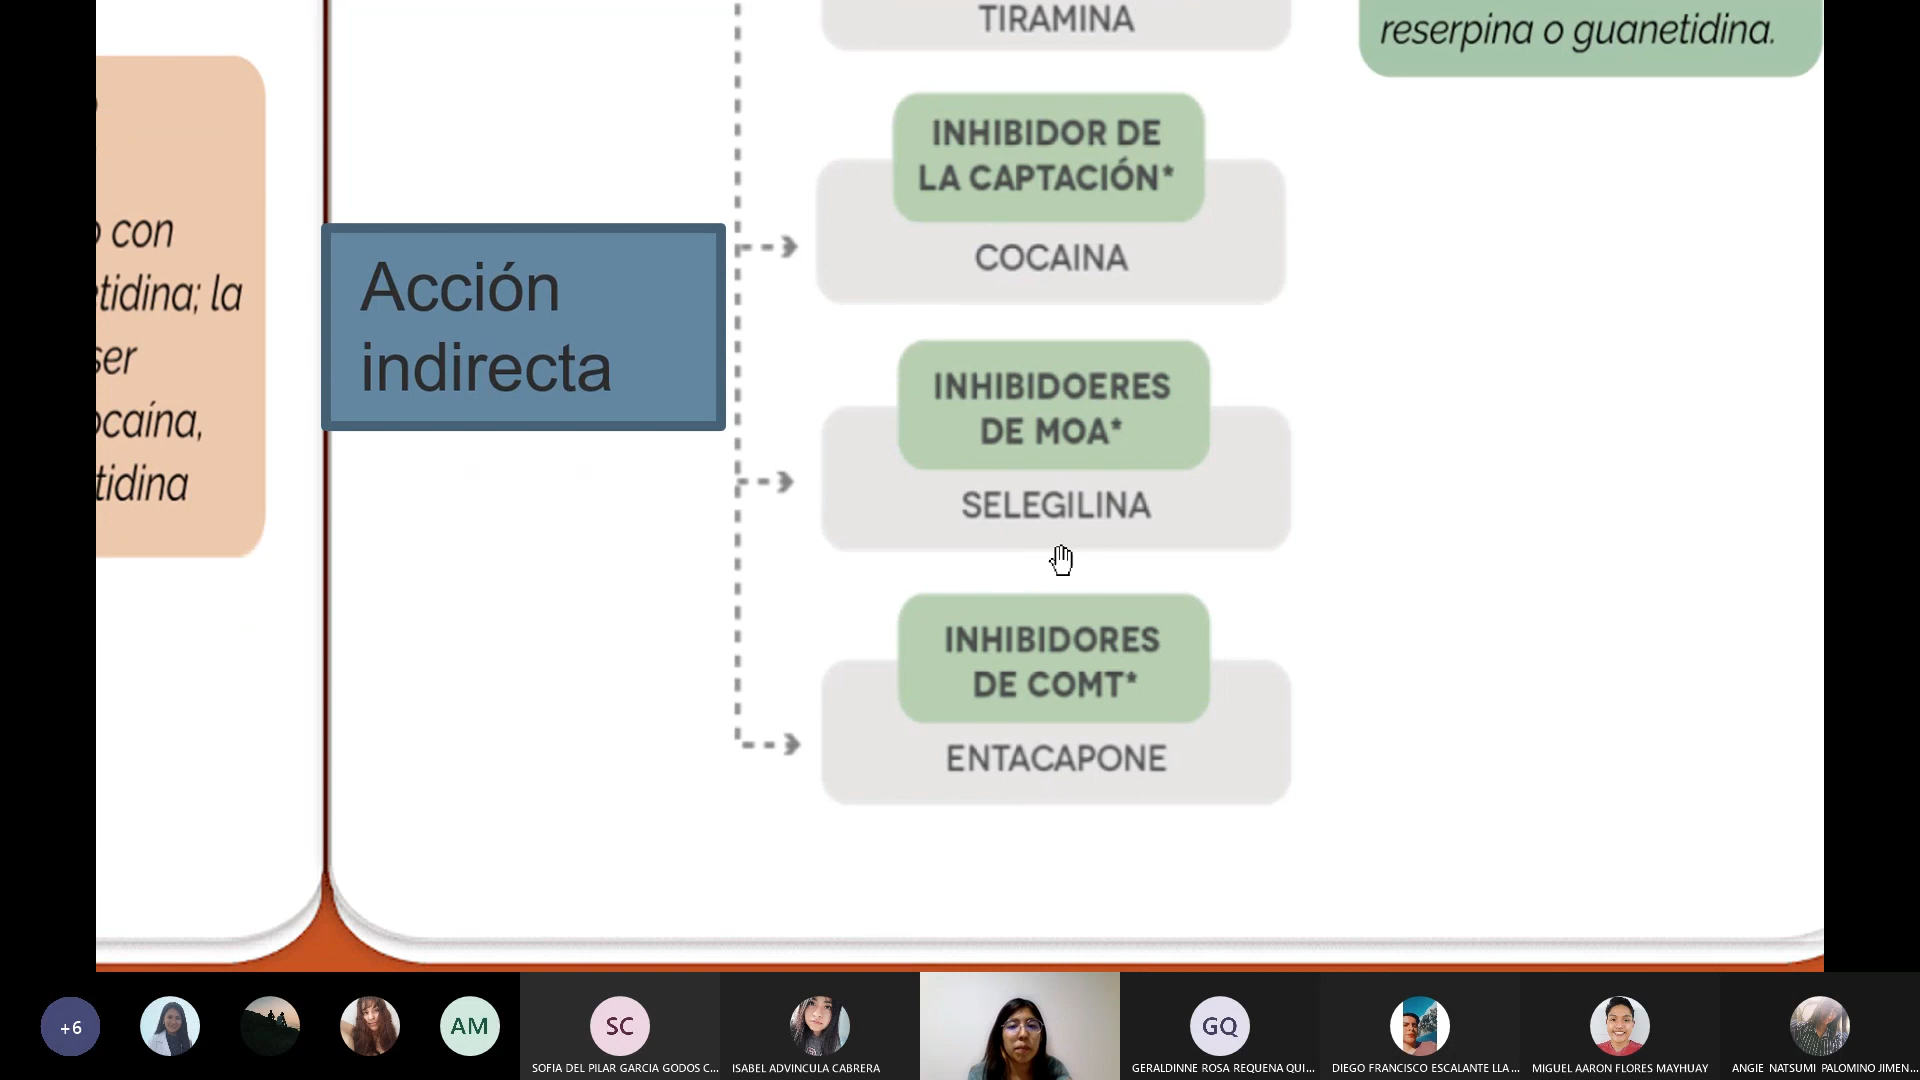 TIRAMINA
reserpina o guanetidina.
INHIBIDOR DE
LA CAPTACIÓN*
COCAINA
con
tidina; la
ser
ocaína,
tidina
Acción
indirecta
INHIBIDOERES
DE MOA*
SELEGILINA
INHIBIDORES
DE COMT*
ENTACAPONE
+6
AM
SC
GQ
SOFIA DEL PILAR GARCIA GODOS C...
ISABEL ADVINCULA CABRERA
GERALDINNE ROSA REQUENA QUI...
DIEGO FRANCISCO ESCALANTE LLA...
MIGUEL AARON FLORES MAYHUAY
ANGIE NATSUMI PALOMINO JIMEN...